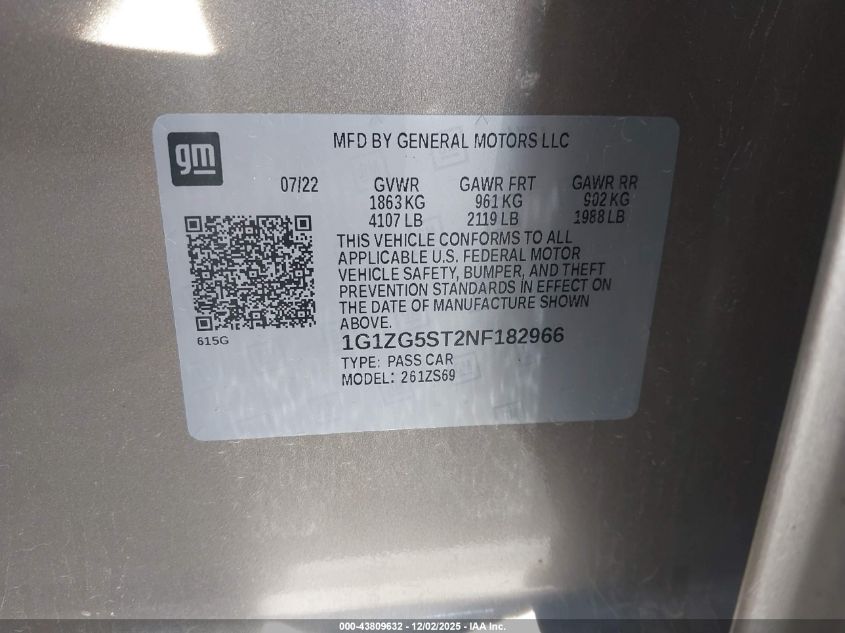 gm
MFD BY GENERAL MOTORS LLC
07/22 GVWR GAWR FRT GAWR RR
1863 KG 961 KG 902 KG
4107 LB 2119 LB 1988 LB
THIS VEHICLE CONFORMS TO ALL
APPLICABLE U.S. FEDERAL MOTOR
VEHICLE SAFETY, BUMPER, AND THEFT
PREVENTION STANDARDS IN EFFECT ON
THE DATE OF MANUFACTURE SHOWN
ABOVE.
615G
1G1ZG5ST2NF182966
TYPE: PASS CAR
MODEL: 261ZS69
000-43809632 - 12/02/2025 - IAA, Inc.